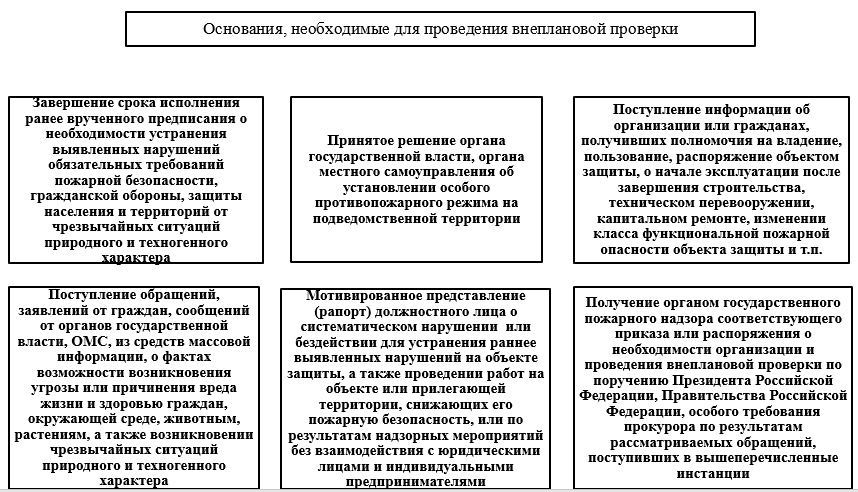 Основания, необходимые для проведения внеплановой проверки
Завершение срока исполнения
ранее врученного предписания о
необходимости устранения
выявленных нарушений
обязательных требований
пожарной безопасности,
гражданской обороны, защиты
населения и территорий от
чрезвычайных ситуаций
природного и техногенного
характера
Принятое решение органа
государственной власти, органа
местного самоуправления об
установлении особого
противопожарного режима на
подведомственной территории
Поступление информации об
организации или гражданах,
получивших полномочия на владение,
пользование, распоряжение объектом
защиты, о начале эксплуатации после
завершения строительства,
техническом перевооружении,
капитальном ремонте, изменении
класса функциональной пожарной
опасности объекта защиты и т.п.
Поступление обращений,
заявлений от граждан, сообщений
от органов государственной
власти, ОМС, из средств массовой
информации, о фактах
возможности возникновения
угрозы или причинения вреда
жизни и здоровью граждан,
окружающей среде, животным,
растениям, а также возникновении
чрезвычайных ситуаций
природного и техногенного
характера
Мотивированное представление
(рапорт) должностного лица о
систематическом нарушении или
бездействии для устранения раннее
выявленных нарушений на объекте
защиты, а также проведении работ на
объекте или прилегающей
территории, снижающих его
пожарную безопасность, или по
результатам надзорных мероприятий
без взаимодействия с юридическими
лицами и индивидуальными
предпринимателями
Получение органом государственного
пожарного надзора соответствующего
приказа или распоряжения о
необходимости организации и
проведения внеплановой проверки по
поручению Президента Российской
Федерации, Правительства Российской
Федерации, особого требования
прокурора по результатам
рассматриваемых обращений,
поступивших в вышеперечисленные
инстанции